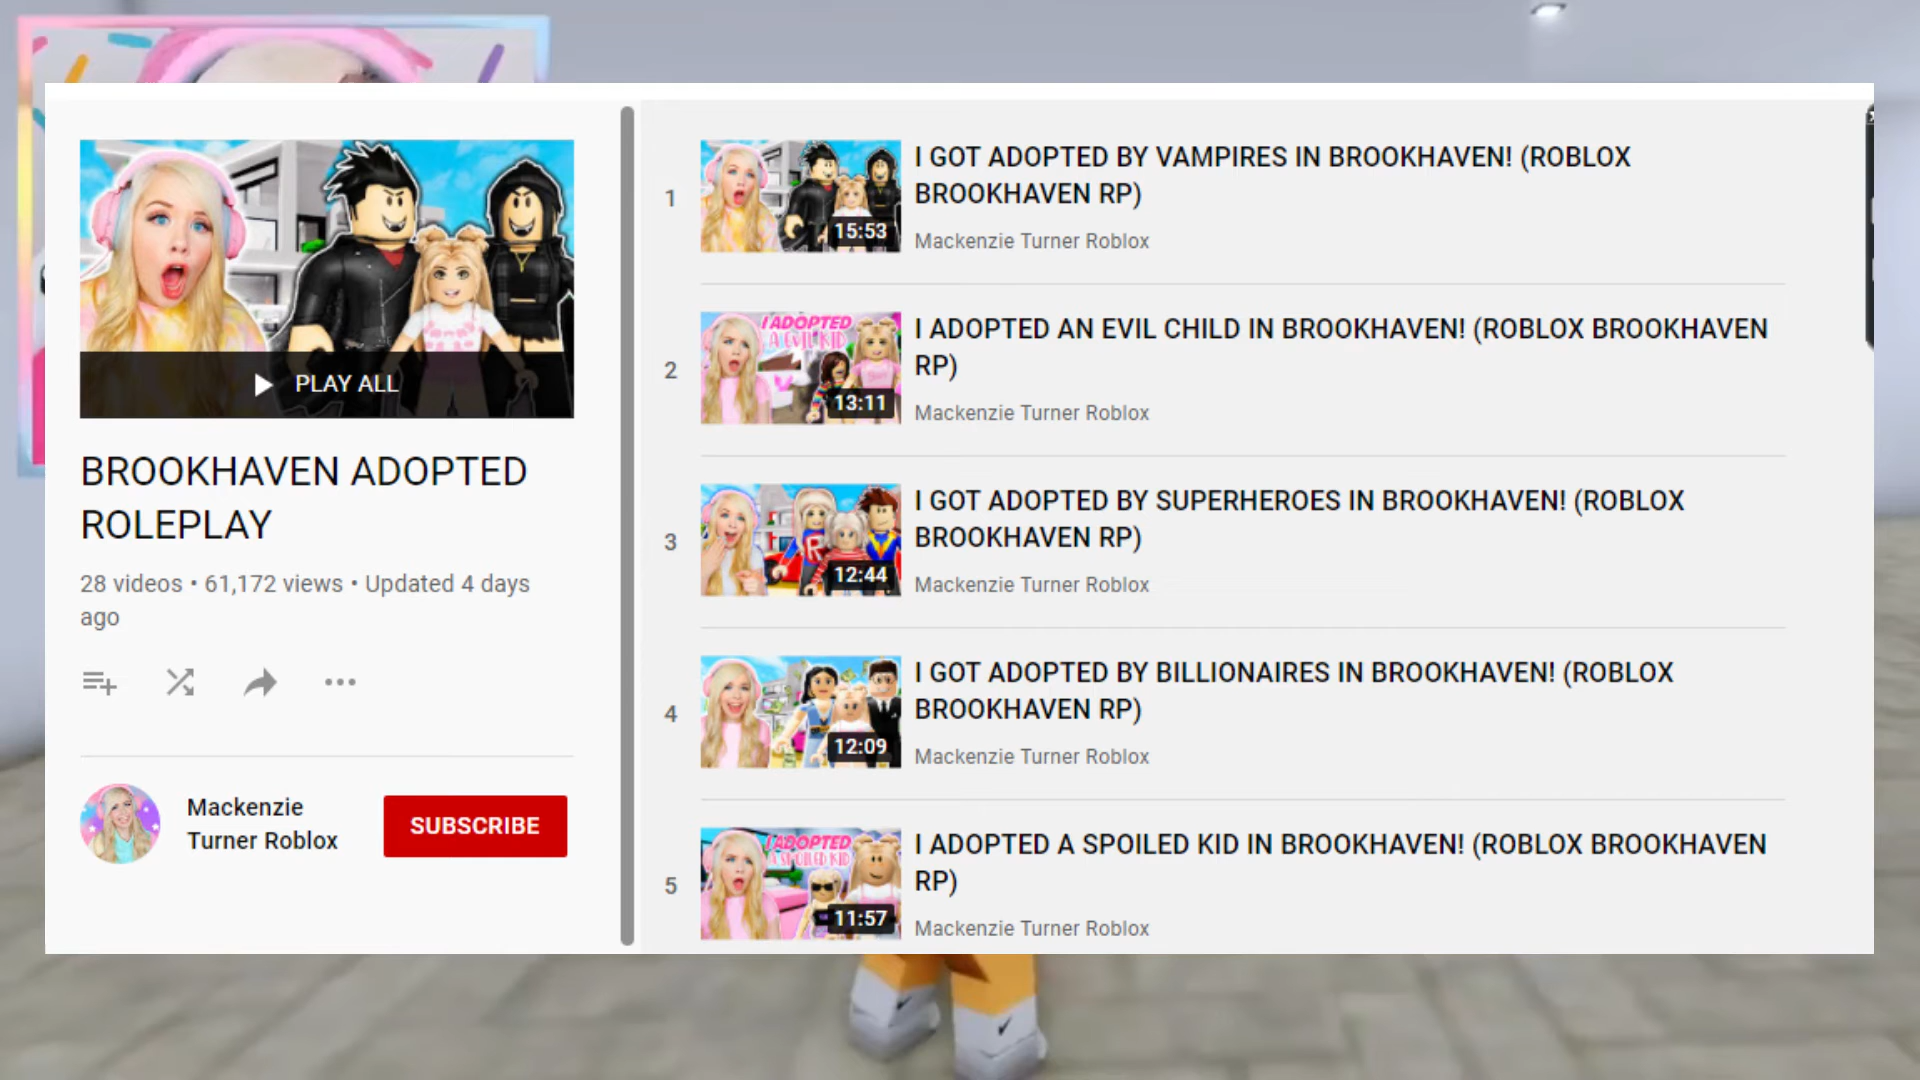 PLAY ALL
BROOKHAVEN ADOPTED
ROLEPLAY
28 videos • 61,172 views • Updated 4 days
ago
Mackenzie
Turner Roblox
SUBSCRIBE
1
15:53
I GOT ADOPTED BY VAMPIRES IN BROOKHAVEN! (ROBLOX
BROOKHAVEN RP)
Mackenzie Turner Roblox
2
I ADOPTED
A EVIL KID
13:11
I ADOPTED AN EVIL CHILD IN BROOKHAVEN! (ROBLOX BROOKHAVEN
RP)
Mackenzie Turner Roblox
3
R
12:44
I GOT ADOPTED BY SUPERHEROES IN BROOKHAVEN! (ROBLOX
BROOKHAVEN RP)
Mackenzie Turner Roblox
4
12:09
I GOT ADOPTED BY BILLIONAIRES IN BROOKHAVEN! (ROBLOX
BROOKHAVEN RP)
Mackenzie Turner Roblox
5
I ADOPTED
A SPOILED KID
11:57
I ADOPTED A SPOILED KID IN BROOKHAVEN! (ROBLOX BROOKHAVEN
RP)
Mackenzie Turner Roblox